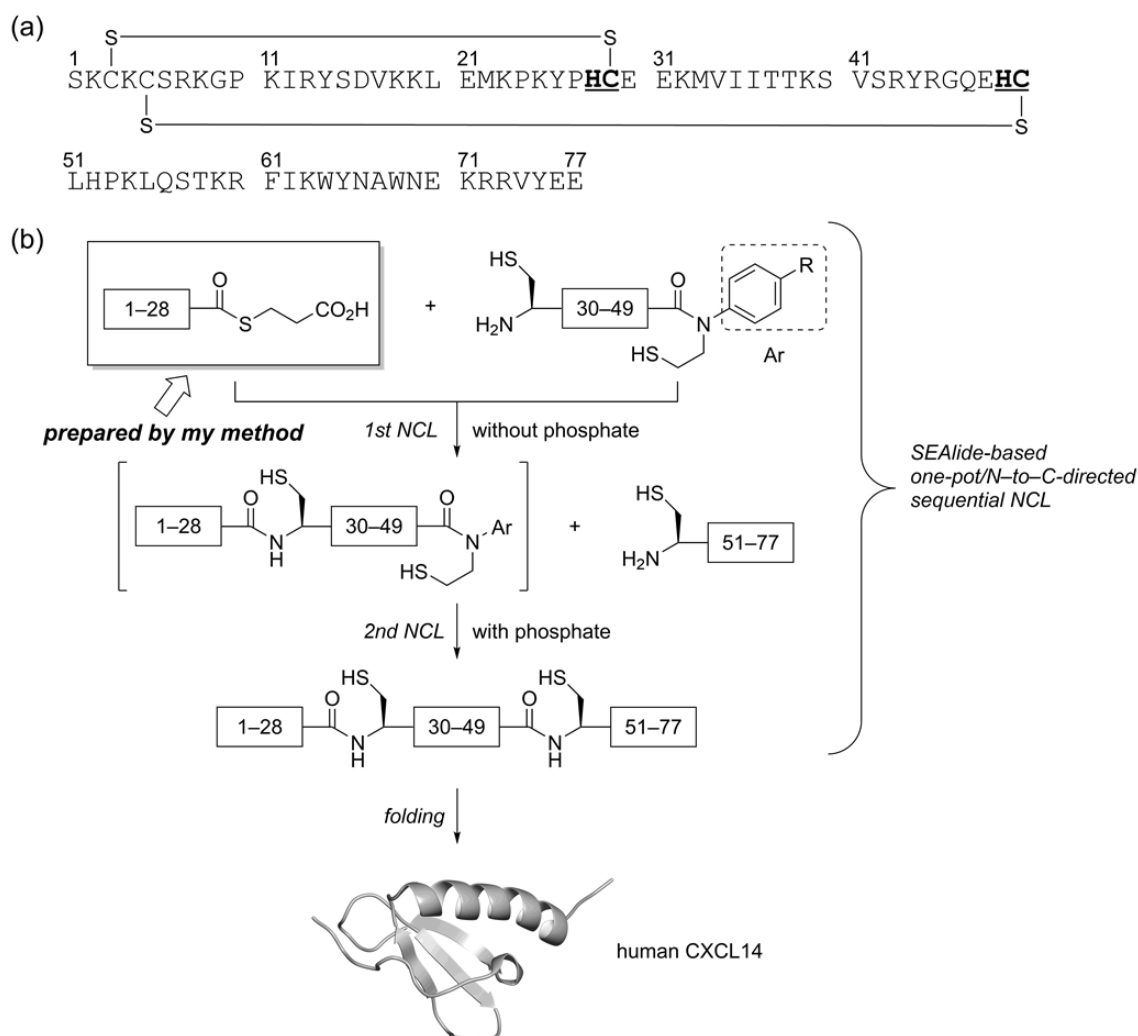 (a)
S S
1 11 21 31 41
SKCKCSRKGP KIRYSDVKKL EMKPKYPHCE EKMVIITTKS VSRYRGQEHC
S S
51 61 71 77
LHPKLQSTKR FIKWYNAWNE KRRVYEE
(b)
HS
O O R
1–28 S CO₂H + H₂N 30–49 N
HS Ar
prepared by my method 1st NCL without phosphate
HS
O O HS
1–28 N H 30–49 N Ar + H₂N 51–77
HS
SEAlide-based
one-pot/N–to–C-directed
sequential NCL
2nd NCL with phosphate
HS HS
O O
1–28 N H 30–49 N H 51–77
folding
human CXCL14